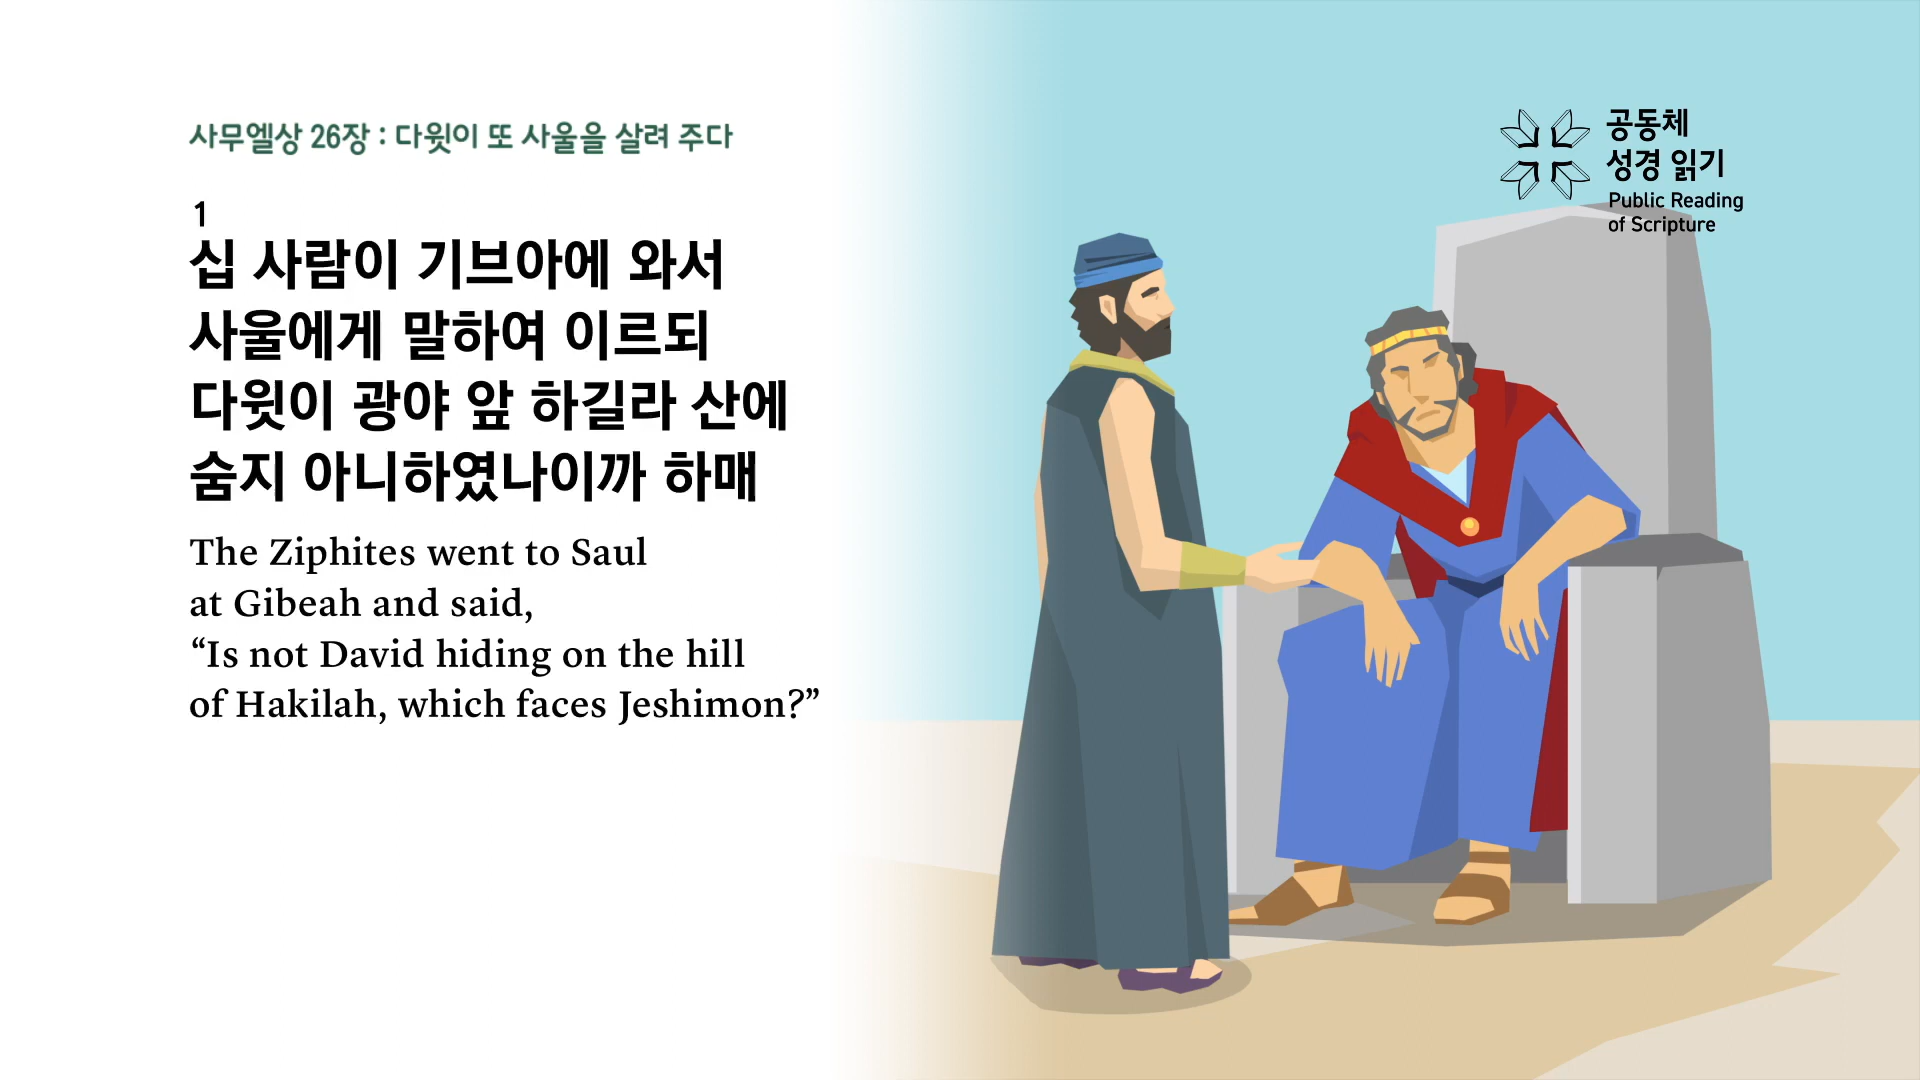 사무엘상 26장 : 다윗이 또 사울을 살려 주다
1
십 사람이 기브아에 와서
사울에게 말하여 이르되
다윗이 광야 앞 하길라 산에
숨지 아니하였나이까 하매
The Ziphites went to Saul
at Gibeah and said,
“Is not David hiding on the hill
of Hakilah, which faces Jeshimon?”
공동체
성경 읽기
Public Reading
of Scripture